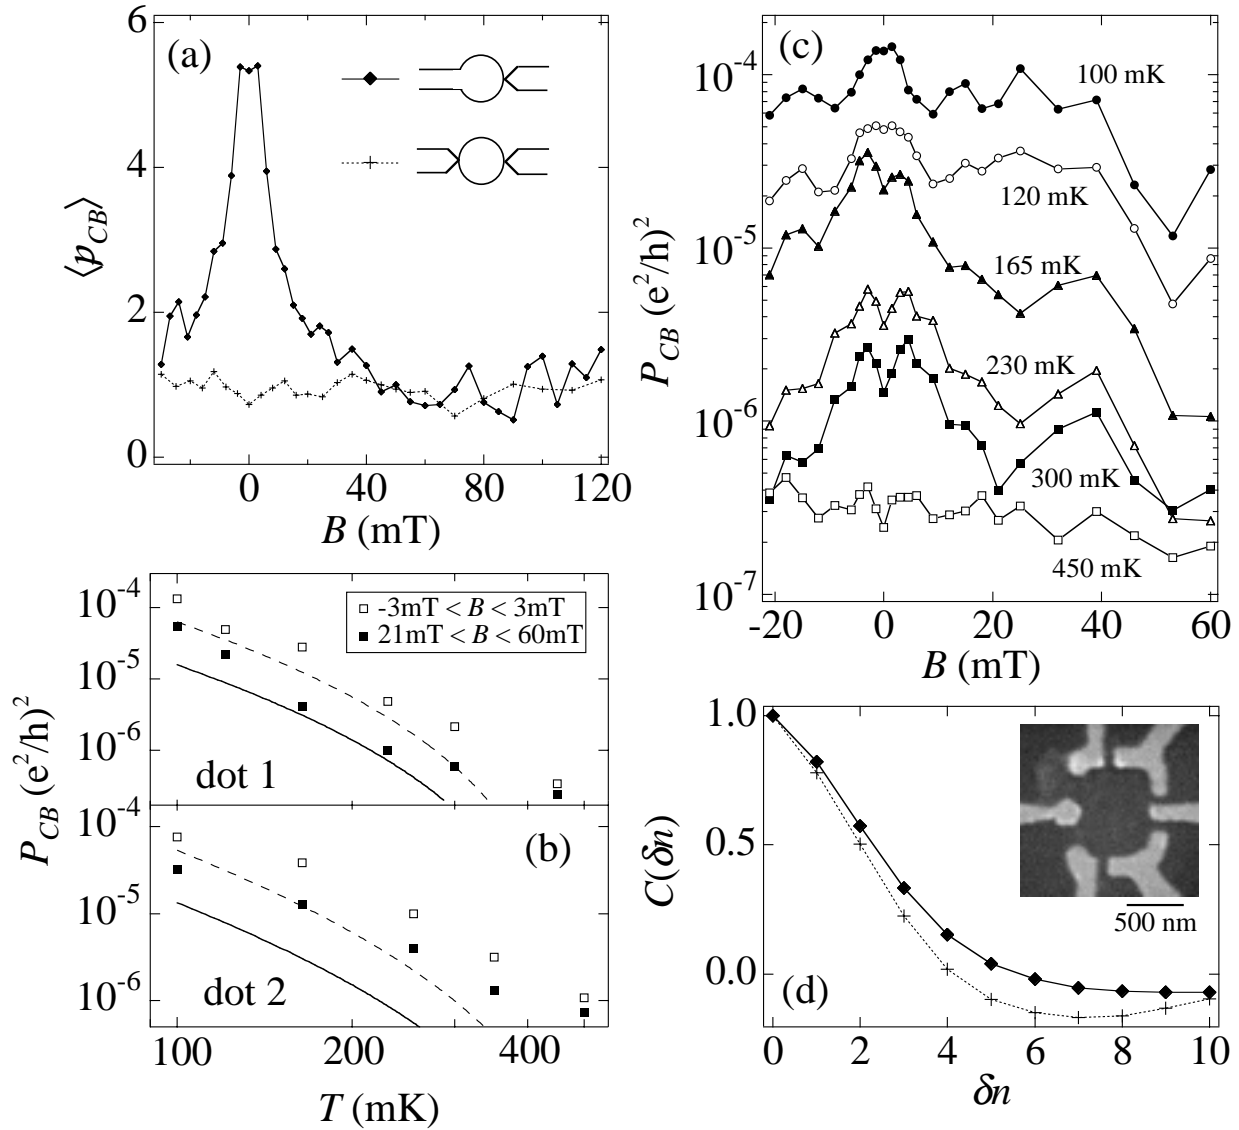 (a)
⟨p_CB⟩
6
4
2
0
0 40 80 120
B (mT)
(c)
P_CB (e²/h)²
10⁻⁴
10⁻⁵
10⁻⁶
10⁻⁷
100 mK
120 mK
165 mK
230 mK
300 mK
450 mK
-20 0 20 40 60
B (mT)
P_CB (e²/h)²
10⁻⁴
10⁻⁵
10⁻⁶
-3mT < B < 3mT
21mT < B < 60mT
dot 1
10⁻⁴
10⁻⁵
10⁻⁶
(b)
dot 2
100 200 400
T (mK)
C(δn)
1.0
0.5
0.0
500 nm
(d)
0 2 4 6 8 10
δn